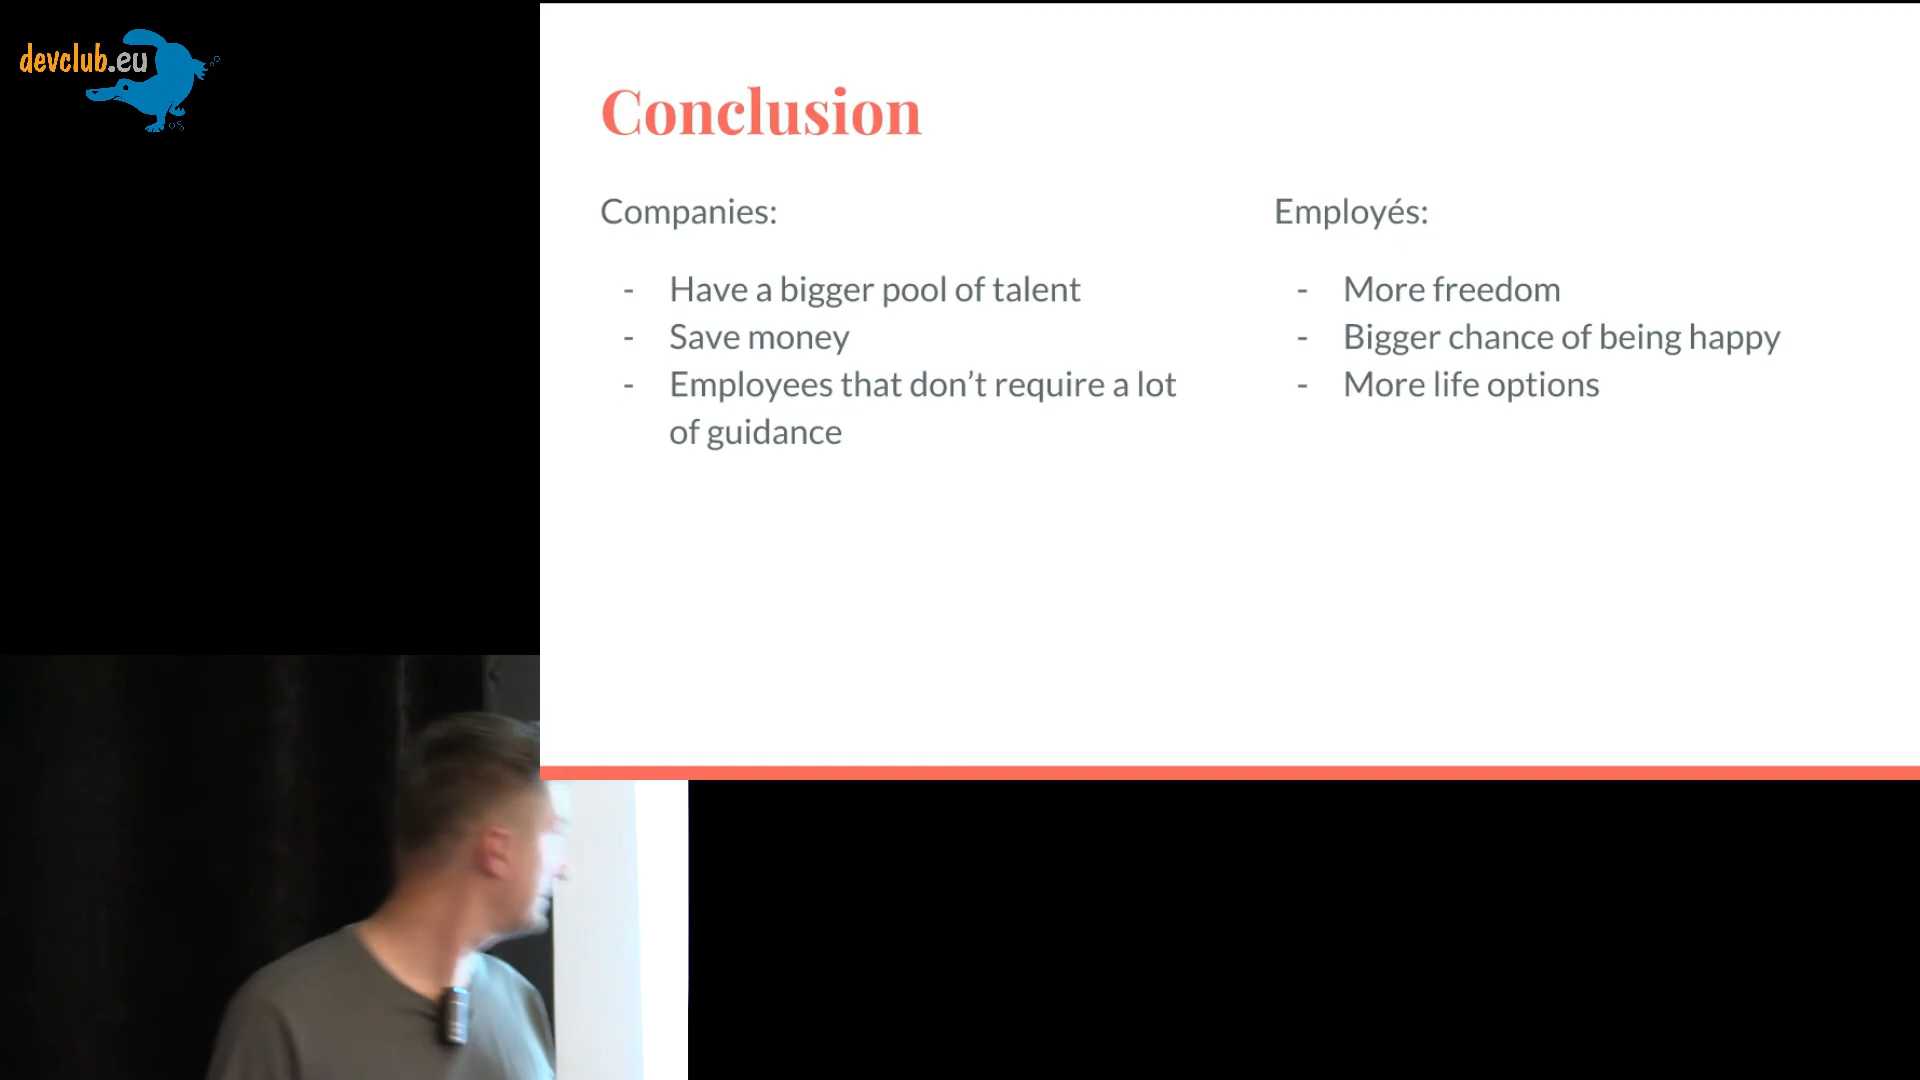 devclub.eu
Conclusion
Companies:
- Have a bigger pool of talent
- Save money
- Employees that don’t require a lot
of guidance
Employés:
- More freedom
- Bigger chance of being happy
- More life options